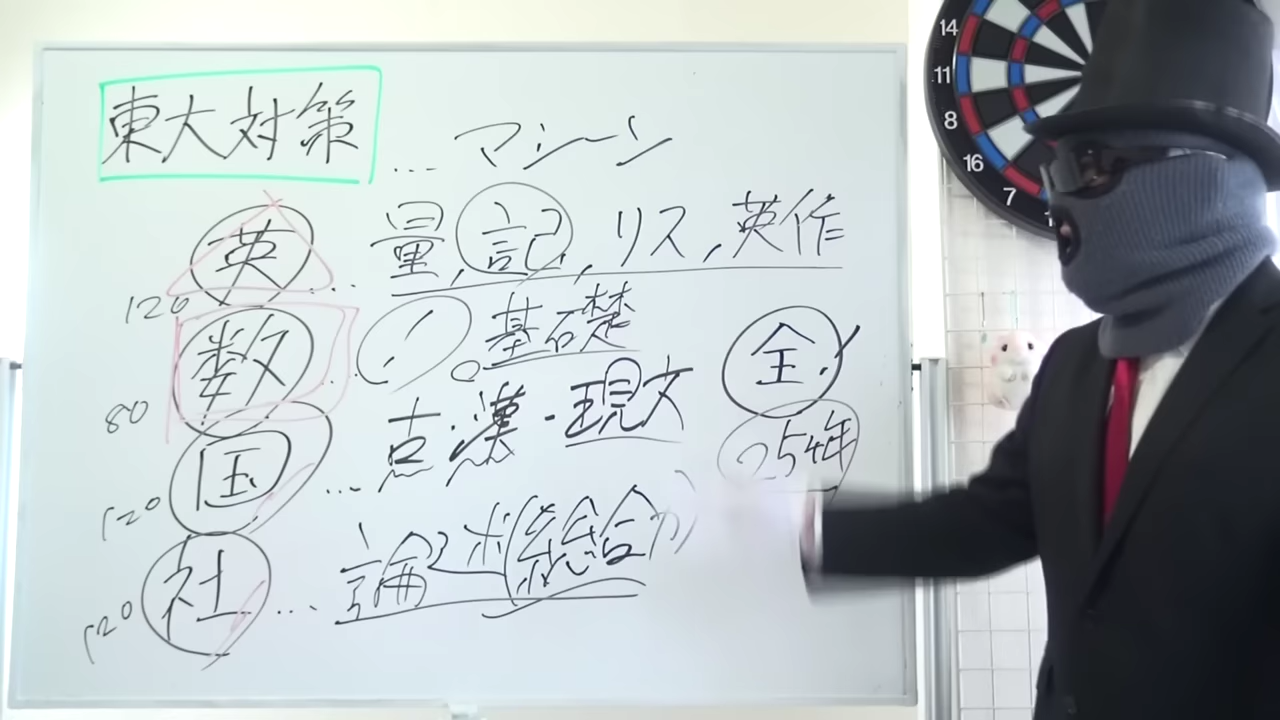 東大対策
... マシーン
英 ... 量, 記, リス, 英作
120
数 ... ! 。基礎
80
全!
国 ... 古・漢・現文
120
25年
社 ... 論述 総合力
120
14
11
8
16
7